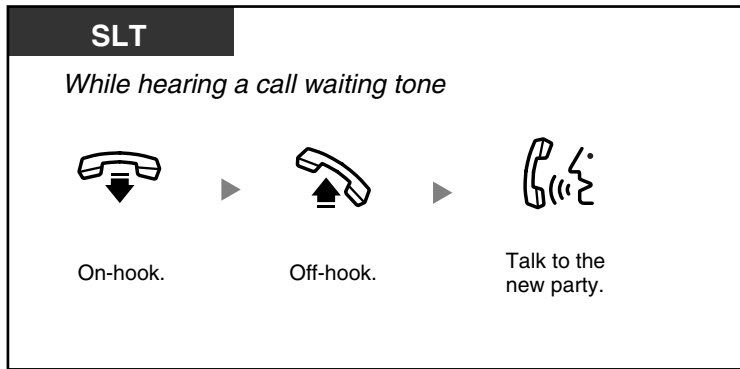 SLT
While hearing a call waiting tone
On-hook.
Off-hook.
Talk to the
new party.